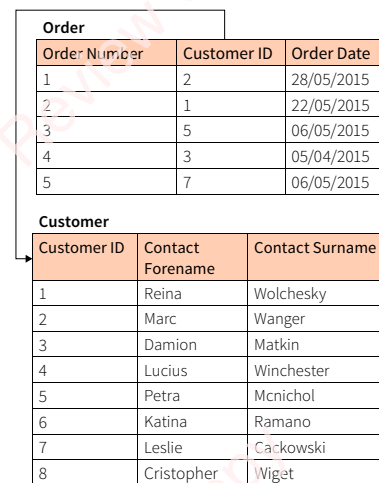 Order
Order Number Customer ID Order Date
1 2 28/05/2015
2 1 22/05/2015
3 5 06/05/2015
4 3 05/04/2015
5 7 06/05/2015
Customer
Customer ID Contact Forename Contact Surname
1 Reina Wolchesky
2 Marc Wanger
3 Damion Matkin
4 Lucius Winchester
5 Petra Mcnichol
6 Katina Ramano
7 Leslie Cackowski
8 Cristopher Wiget
Review